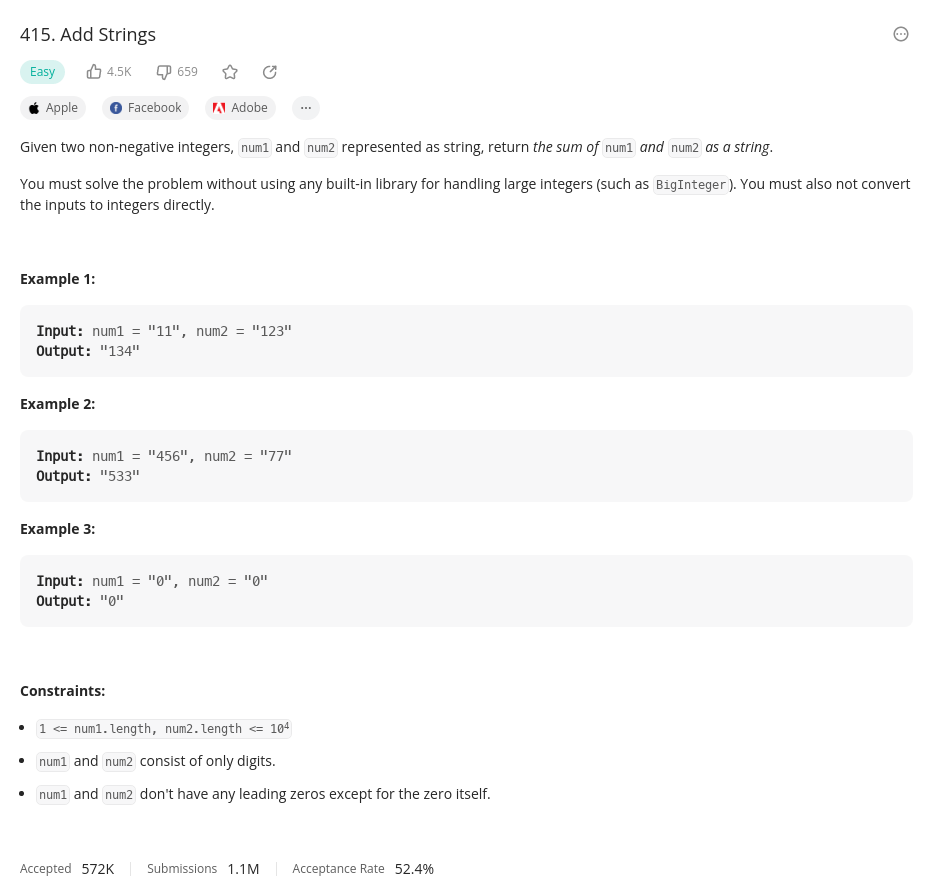 415. Add Strings
Easy 4.5K 659
Apple Facebook Adobe ...
Given two non-negative integers, num1 and num2 represented as string, return the sum of num1 and num2 as a string.
You must solve the problem without using any built-in library for handling large integers (such as BigInteger). You must also not convert
the inputs to integers directly.
Example 1:
Input: num1 = "11", num2 = "123"
Output: "134"
Example 2:
Input: num1 = "456", num2 = "77"
Output: "533"
Example 3:
Input: num1 = "0", num2 = "0"
Output: "0"
Constraints:
• 1 <= num1.length, num2.length <= 10⁴
• num1 and num2 consist of only digits.
• num1 and num2 don't have any leading zeros except for the zero itself.
Accepted 572K Submissions 1.1M Acceptance Rate 52.4%